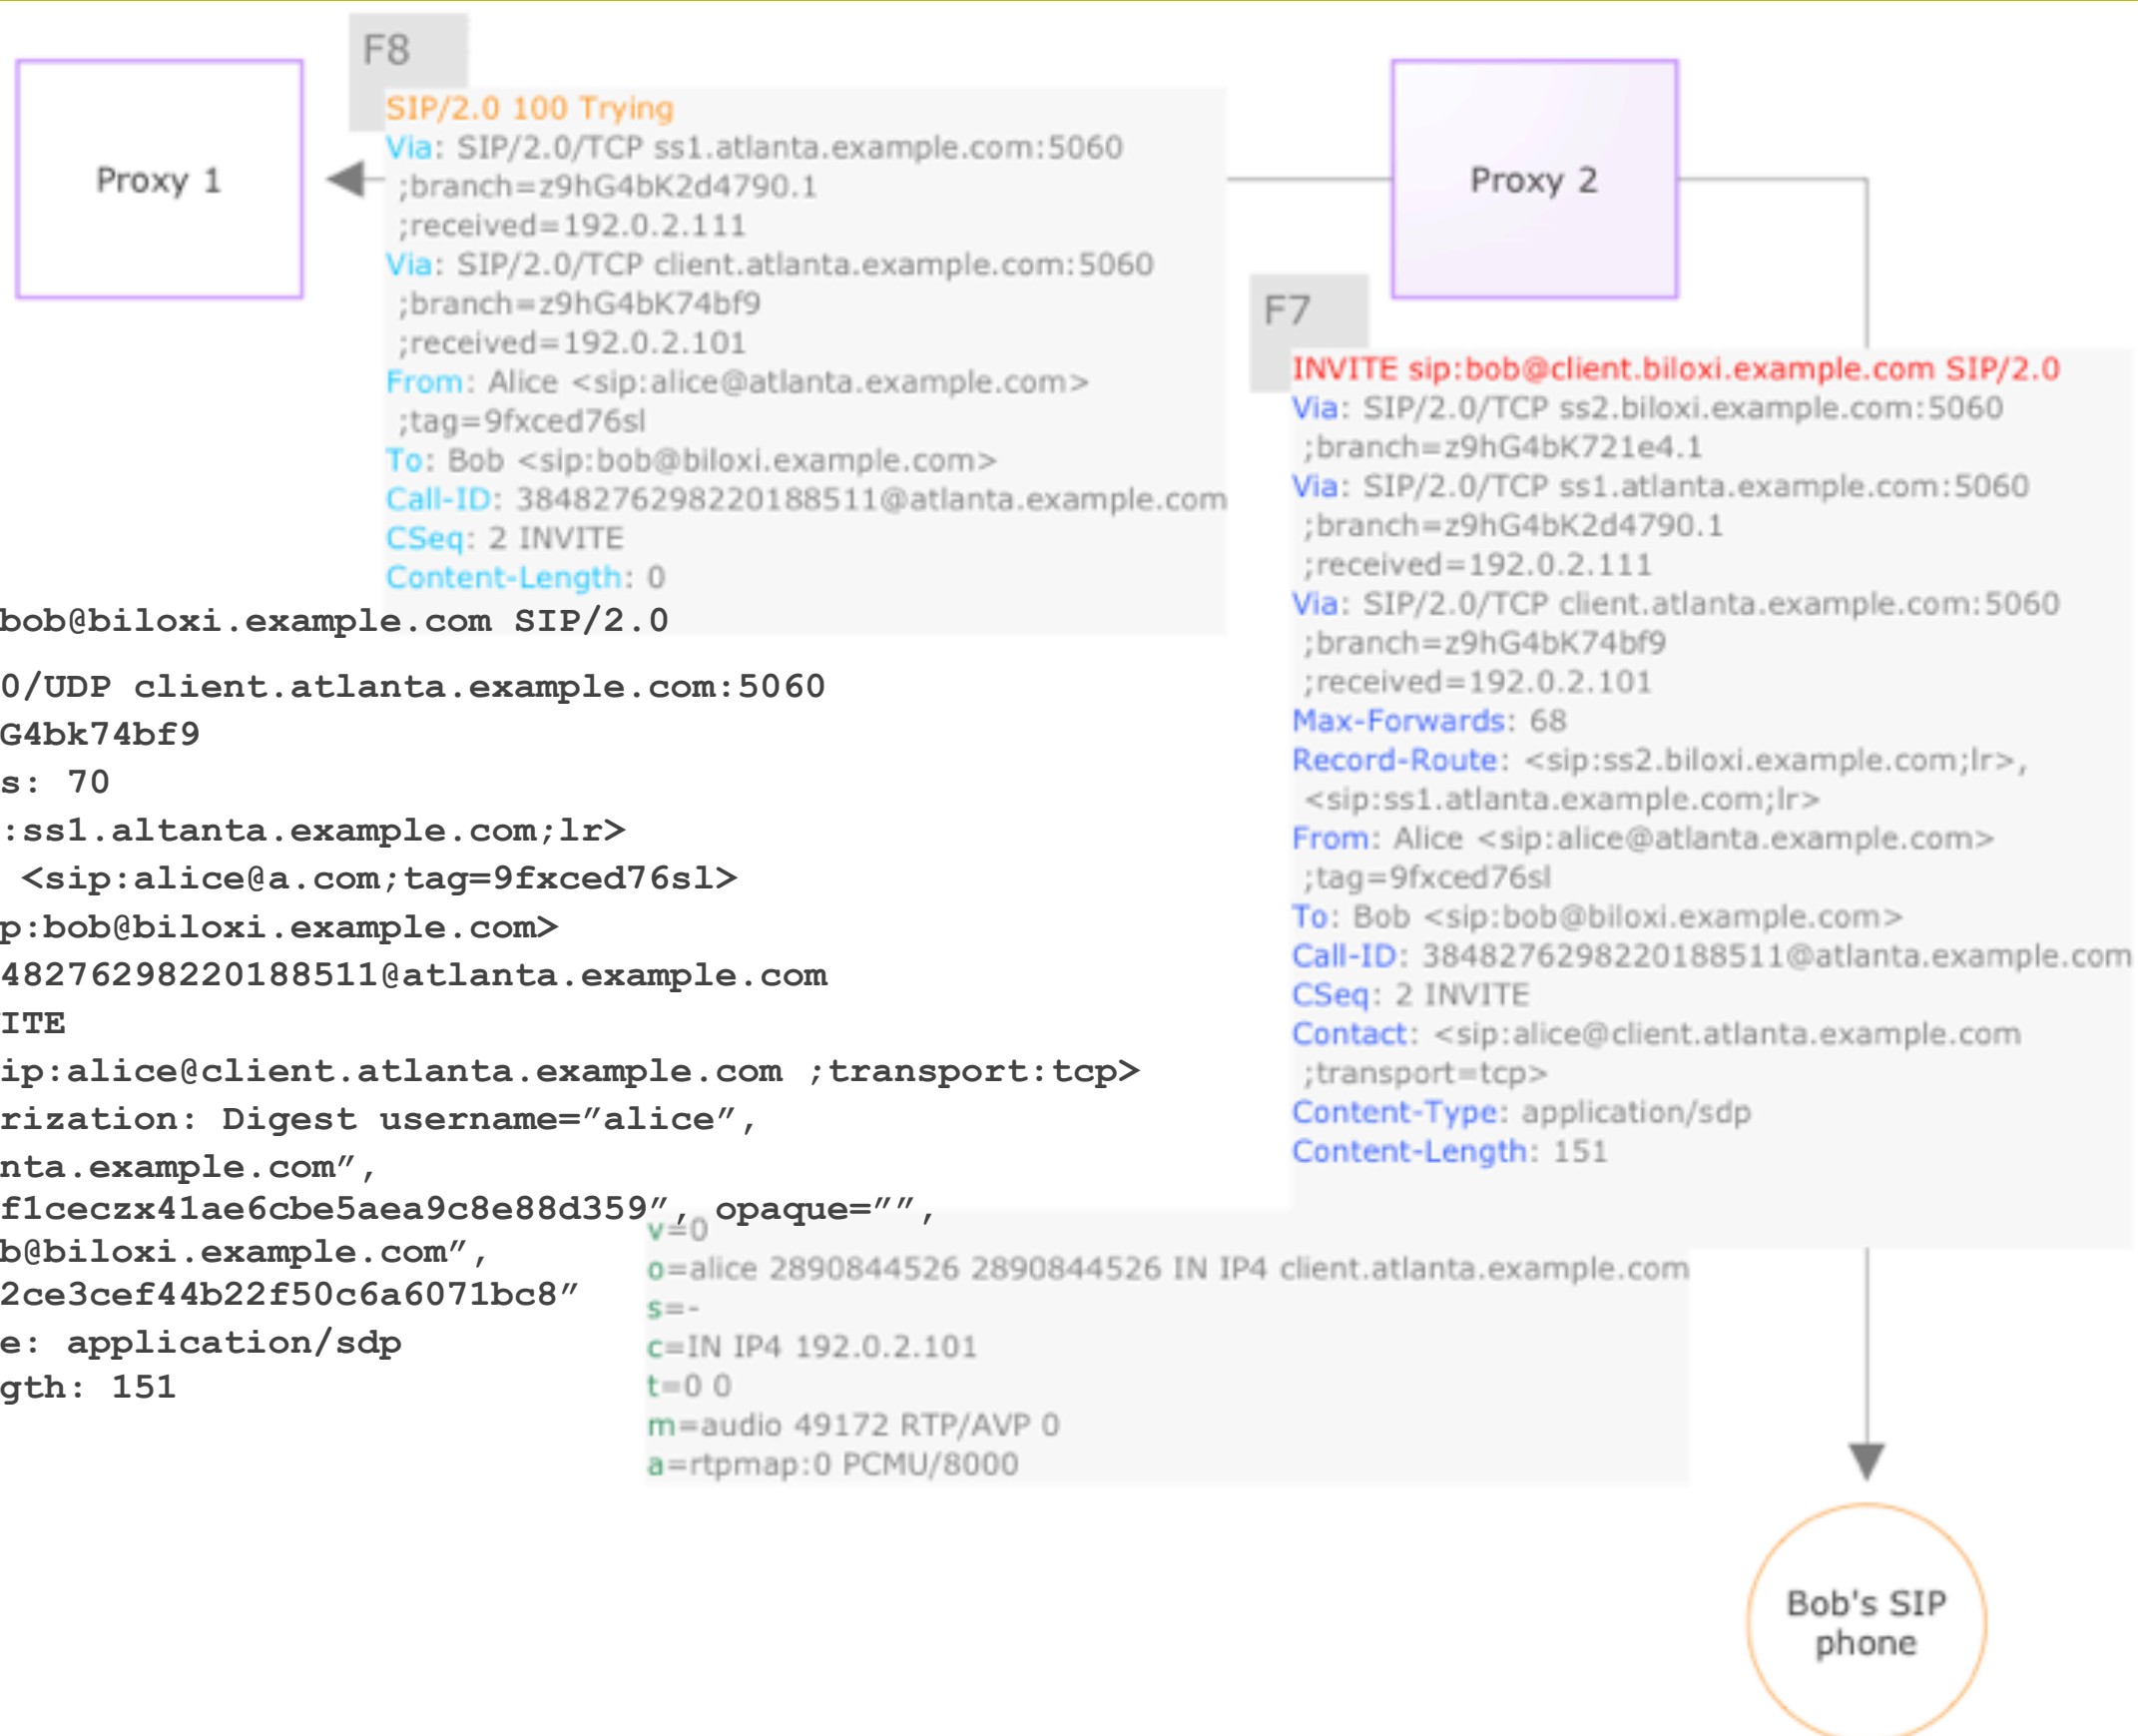 F8
SIP/2.0 100 Trying
Via: SIP/2.0/TCP ss1.atlanta.example.com:5060
;branch=z9hG4bK2d4790.1
;received=192.0.2.111
Via: SIP/2.0/TCP client.atlanta.example.com:5060
;branch=z9hG4bK74bf9
;received=192.0.2.101
From: Alice <sip:alice@atlanta.example.com>
;tag=9fxced76sl
To: Bob <sip:bob@biloxi.example.com>
Call-ID: 3848276298220188511@atlanta.example.com
CSeq: 2 INVITE
Content-Length: 0
Proxy 1
Proxy 2
F7
INVITE sip:bob@client.biloxi.example.com SIP/2.0
Via: SIP/2.0/TCP ss2.biloxi.example.com:5060
;branch=z9hG4bK721e4.1
Via: SIP/2.0/TCP ss1.atlanta.example.com:5060
;branch=z9hG4bK2d4790.1
;received=192.0.2.111
Via: SIP/2.0/TCP client.atlanta.example.com:5060
;branch=z9hG4bK74bf9
;received=192.0.2.101
Max-Forwards: 68
Record-Route: <sip:ss2.biloxi.example.com;lr>,
<sip:ss1.atlanta.example.com;lr>
From: Alice <sip:alice@atlanta.example.com>
;tag=9fxced76sl
To: Bob <sip:bob@biloxi.example.com>
Call-ID: 3848276298220188511@atlanta.example.com
CSeq: 2 INVITE
Contact: <sip:alice@client.atlanta.example.com
;transport=tcp>
Content-Type: application/sdp
Content-Length: 151
bob@biloxi.example.com SIP/2.0
0/UDP client.atlanta.example.com:5060
G4bk74bf9
s: 70
:ss1.altanta.example.com;lr>
<sip:alice@a.com;tag=9fxced76sl>
p:bob@biloxi.example.com>
48276298220188511@atlanta.example.com
ITE
ip:alice@client.atlanta.example.com ;transport:tcp>
rization: Digest username=”alice”,
nta.example.com”,
f1ceczx41ae6cbe5aea9c8e88d359”, opaque=””,
b@biloxi.example.com”,
2ce3cef44b22f50c6a6071bc8”
e: application/sdp
gth: 151
v=0
o=alice 2890844526 2890844526 IN IP4 client.atlanta.example.com
s=-
c=IN IP4 192.0.2.101
t=0 0
m=audio 49172 RTP/AVP 0
a=rtpmap:0 PCMU/8000
Bob's SIP
phone